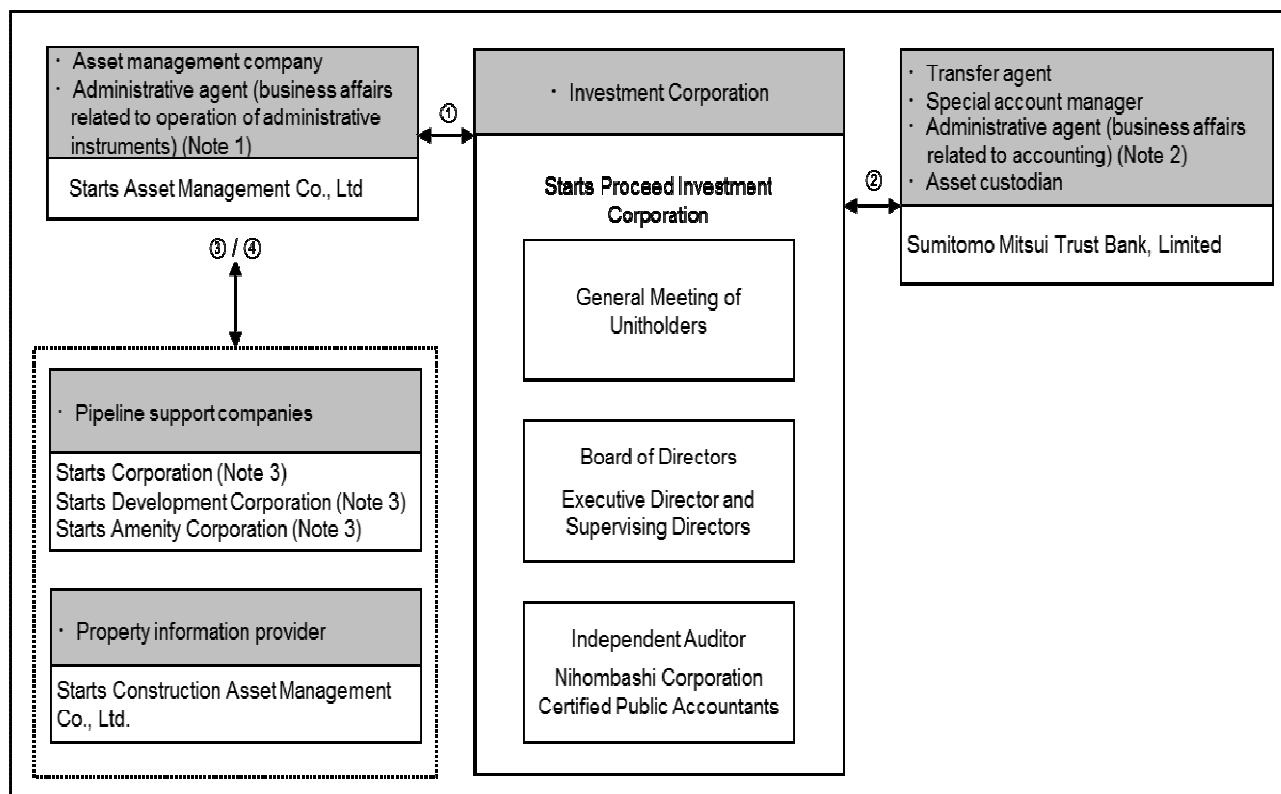 · Asset management company
· Administrative agent (business affairs
related to operation of administrative
instruments) (Note 1)
Starts Asset Management Co., Ltd
①
③ / ④
· Pipeline support companies
Starts Corporation (Note 3)
Starts Development Corporation (Note 3)
Starts Amenity Corporation (Note 3)
· Property information provider
Starts Construction Asset Management
Co., Ltd.
· Investment Corporation
Starts Proceed Investment
Corporation
General Meeting of
Unitholders
Board of Directors
Executive Director and
Supervising Directors
Independent Auditor
Nihombashi Corporation
Certified Public Accountants
②
· Transfer agent
· Special account manager
· Administrative agent (business affairs
related to accounting) (Note 2)
· Asset custodian
Sumitomo Mitsui Trust Bank, Limited